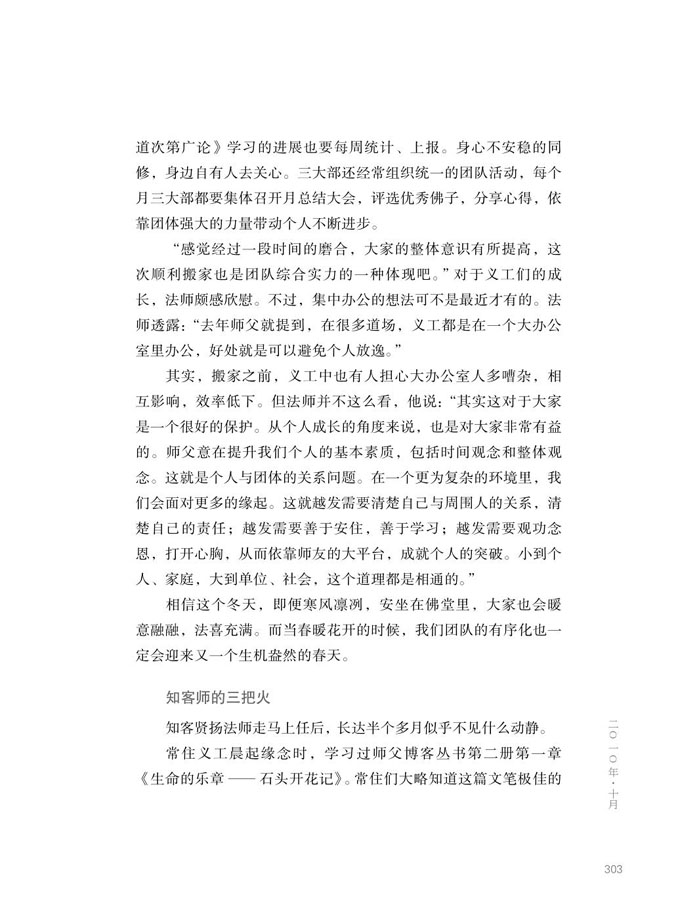 道次第广论》学习的进展也要每周统计、上报。身心不安稳的同
修，身边自有人去关心。三大部还经常组织统一的团队活动，每个
月三大部都要集体召开月总结大会，评选优秀佛子，分享心得，依
靠团体强大的力量带动个人不断进步。
“感觉经过一段时间的磨合，大家的整体意识有所提高，这
次顺利搬家也是团队综合实力的一种体现吧。”对于义工们的成
长，法师颇感欣慰。不过，集中办公的想法可不是最近才有的。法
师透露：“去年师父就提到，在很多道场，义工都是在一个大办公
室里办公，好处就是可以避免个人放逸。”
其实，搬家之前，义工中也有人担心大办公室人多嘈杂，相
互影响，效率低下。但法师并不这么看，他说：“其实这对于大家
是一个很好的保护。从个人成长的角度来说，也是对大家非常有益
的。师父意在提升我们个人的基本素质，包括时间观念和整体观
念。这就是个人与团体的关系问题。在一个更为复杂的环境里，我
们会面对更多的缘起。这就越发需要清楚自己与周围人的关系，清
楚自己的责任；越发需要善于安住，善于学习；越发需要观功念
恩，打开心胸，从而依靠师友的大平台，成就个人的突破。小到个
人、家庭，大到单位、社会，这个道理都是相通的。”
相信这个冬天，即便寒风凛冽，安坐在佛堂里，大家也会暖
意融融，法喜充满。而当春暖花开的时候，我们团队的有序化也一
定会迎来又一个生机盎然的春天。
知客师的三把火
知客贤扬法师走马上任后，长达半个多月似乎不见什么动静。
常住义工晨起缘念时，学习过师父博客丛书第二册第一章
《生命的乐章——石头开花记》。常住们大略知道这篇文笔极佳的
二〇一〇年·十月
303